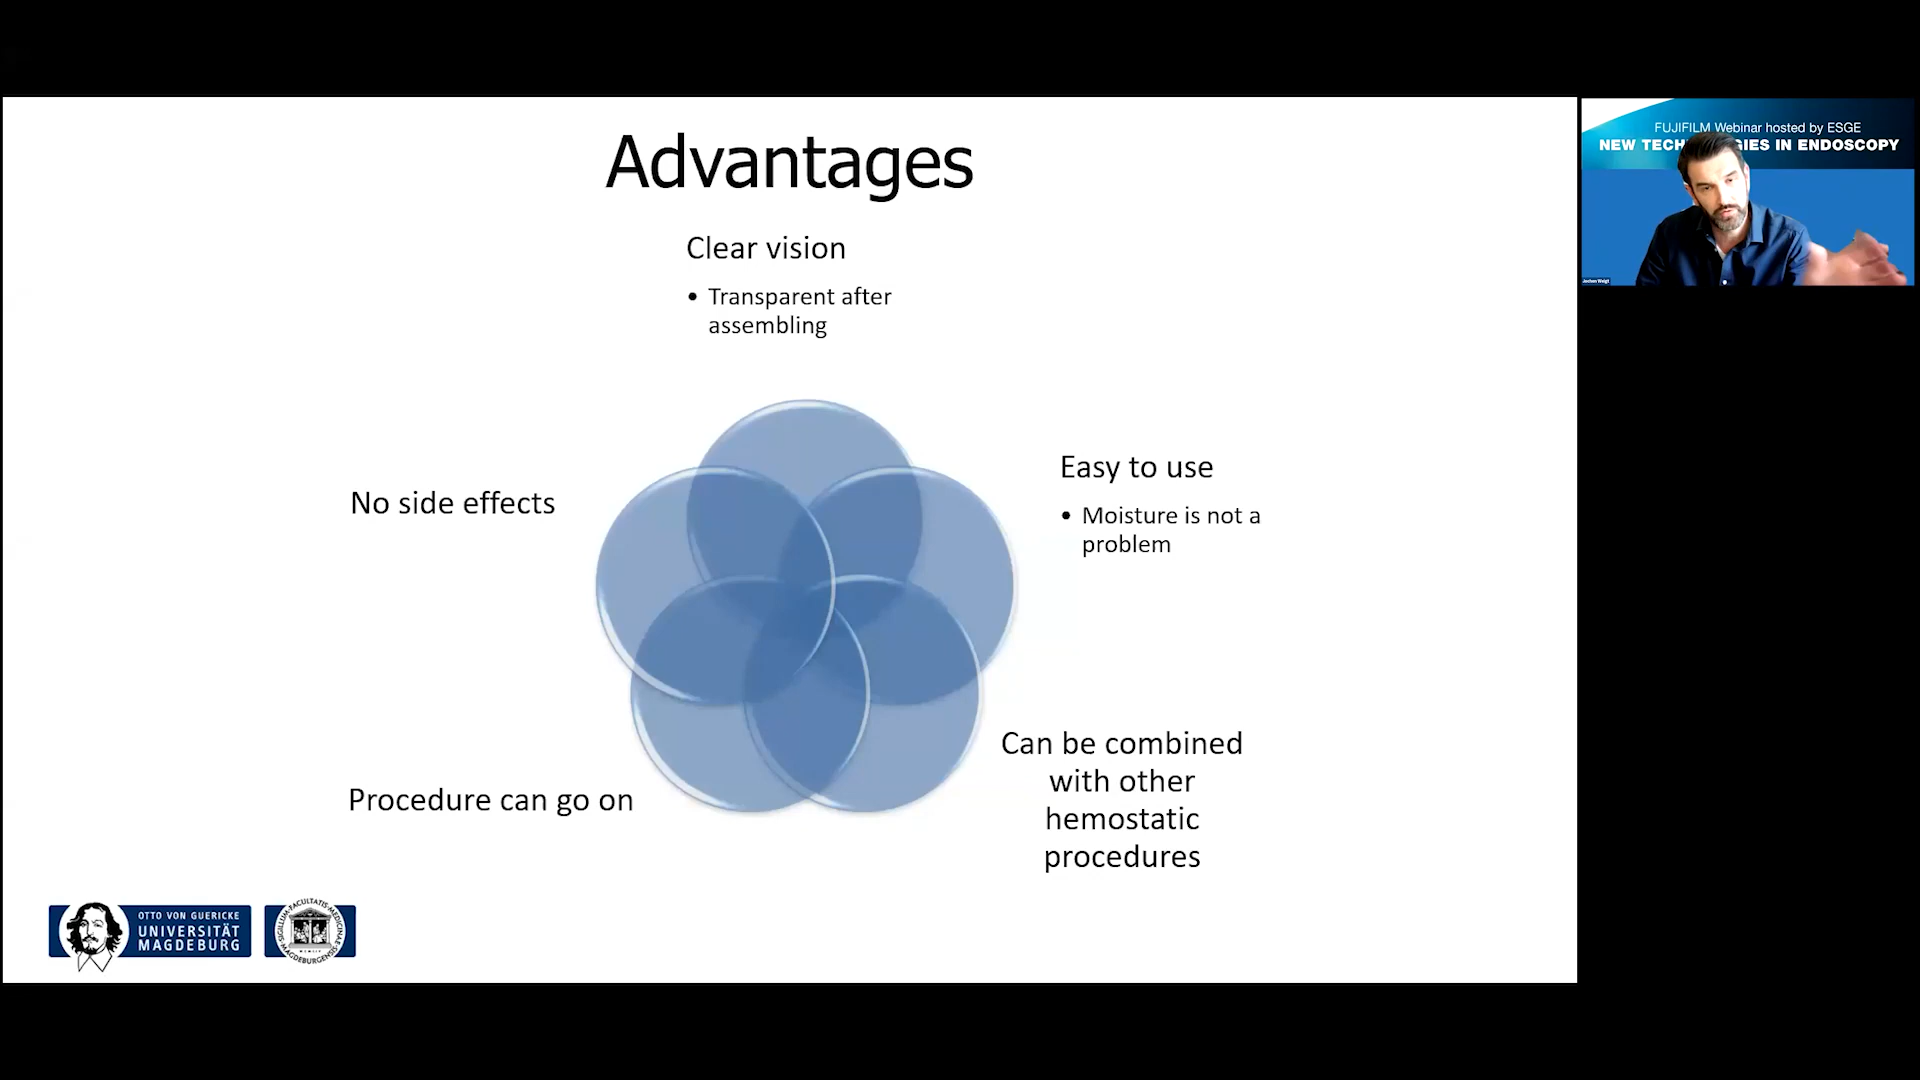 Advantages
Clear vision
• Transparent after
assembling
Easy to use
• Moisture is not a
problem
No side effects
Can be combined
with other
hemostatic
procedures
Procedure can go on
OTTO VON GUERICKE
UNIVERSITÄT
MAGDEBURG
FUJIFILM Webinar hosted by ESGE
NEW TECH GIES IN ENDOSCOPY
Jochen Weigt